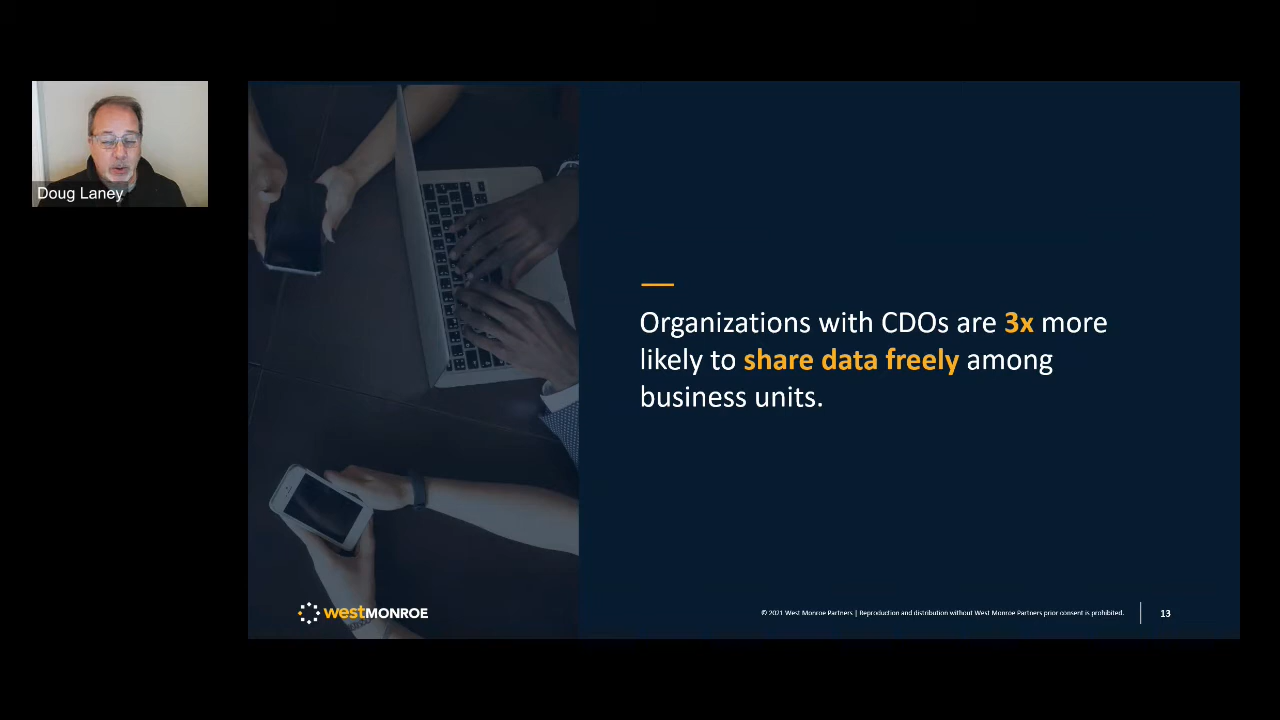 Doug Laney
Organizations with CDOs are 3x more
likely to share data freely among
business units.
westMONROE
© 2021 West Monroe Partners | Reproduction and distribution without West Monroe Partners prior consent is prohibited.
13